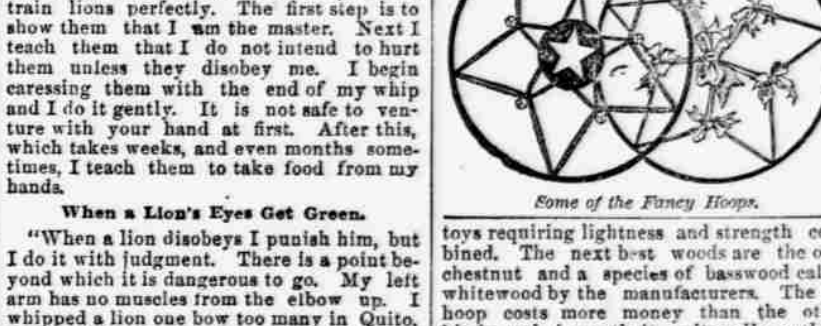 train lions perfectly. The first step is to
show them that I am the master. Next I
teach them that I do not intend to hurt
them unless they disobey me. I begin
caressing them with the end of my whip
and I do it gently. It is not safe to ven-
ture with your hand at first. After this,
which takes weeks, and even months some-
times, I teach them to take food from my
hands.
When a Lion's Eyes Get Green.
"When a lion disobeys I punish him, but
I do it with judgment. There is a point be-
yond which it is dangerous to go. My left
arm has no muscles from the elbow up. I
whipped a lion one bow too many in Quito,
Some of the Fancy Hoops.
toys requiring lightness and strength co
bined. The next best woods are the o
chestnut and a species of basswood cal
whitewood by the manufacturers. The
hoop costs more money than the ot